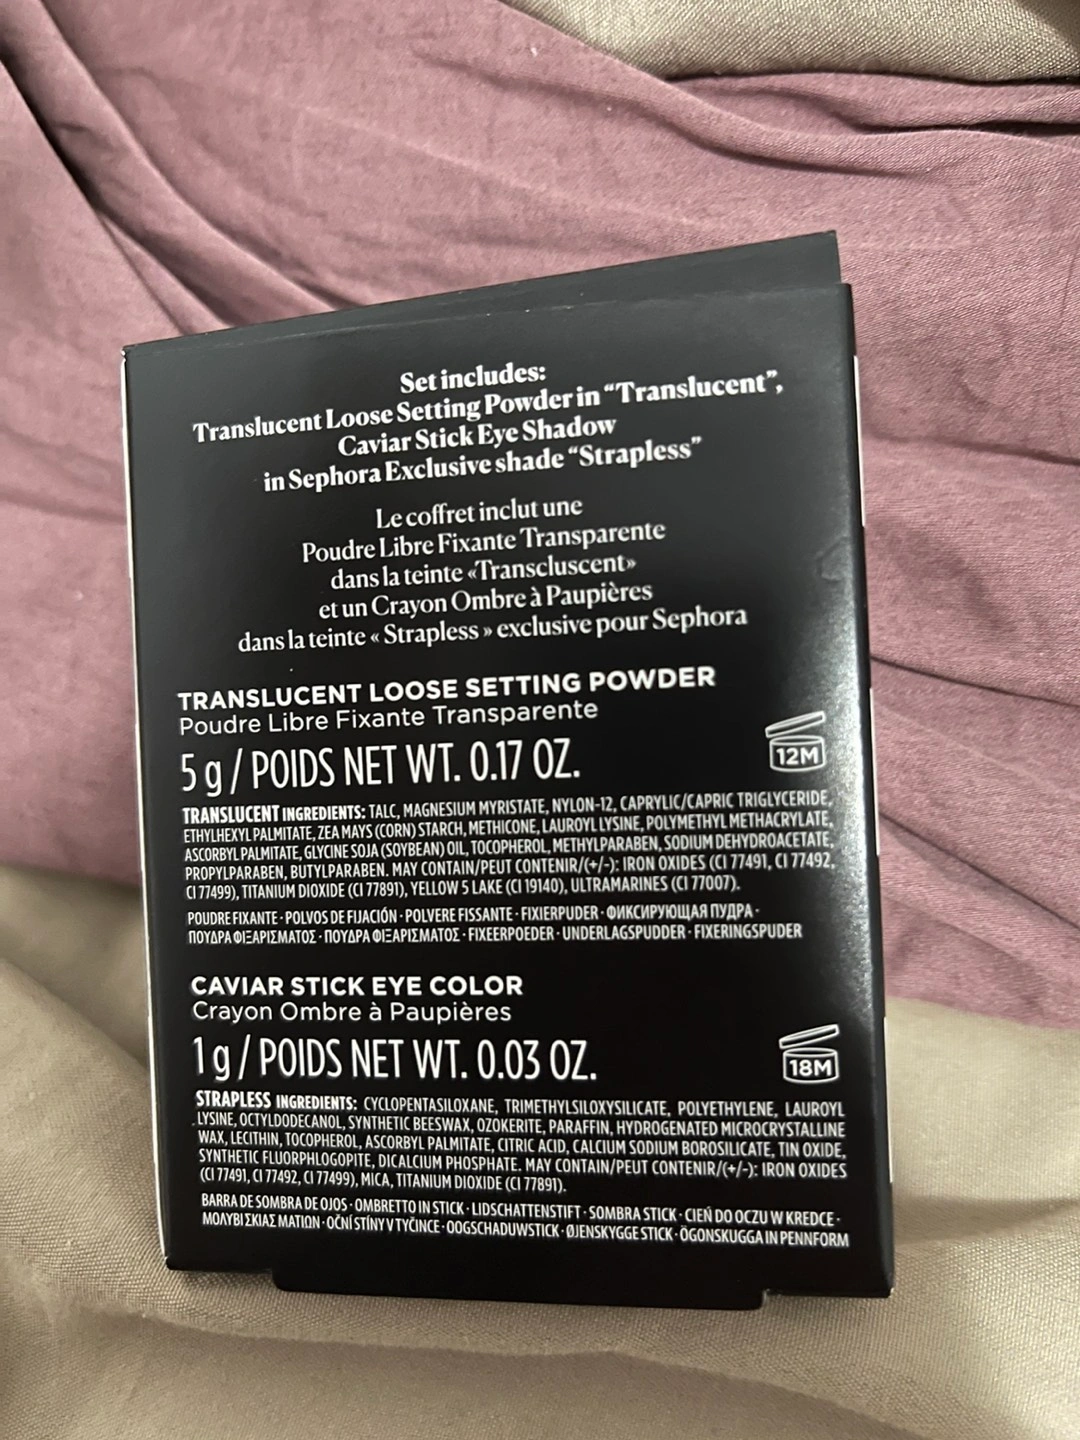 Set includes:
Translucent Loose Setting Powder in “Translucent”,
Caviar Stick Eye Shadow
in Sephora Exclusive shade “Strapless”
Le coffret inclut une
Poudre Libre Fixante Transparente
dans la teinte «Transcluscent»
et un Crayon Ombre à Paupières
dans la teinte « Strapless » exclusive pour Sephora
TRANSLUCENT LOOSE SETTING POWDER
Poudre Libre Fixante Transparente
5 g / POIDS NET WT. 0.17 OZ.
12M
TRANSLUCENT INGREDIENTS: TALC, MAGNESIUM MYRISTATE, NYLON-12, CAPRYLIC/CAPRIC TRIGLYCERIDE,
ETHYLHEXYL PALMITATE, ZEA MAYS (CORN) STARCH, METHICONE, LAUROYL LYSINE, POLYMETHYL METHACRYLATE,
ASCORBYL PALMITATE, GLYCINE SOJA (SOYBEAN) OIL, TOCOPHEROL, METHYLPARABEN, SODIUM DEHYDROACETATE,
PROPYLPARABEN, BUTYLPARABEN. MAY CONTAIN/PEUT CONTENIR/(+/-): IRON OXIDES (CI 77491, CI 77492,
CI 77499), TITANIUM DIOXIDE (CI 77891), YELLOW 5 LAKE (CI 19140), ULTRAMARINES (CI 77007).
POUDRE FIXANTE · POLVOS DE FIJACIÓN · POLVERE FISSANTE · FIXIERPUDER · ФИКСИРУЮЩАЯ ПУДРА ·
ΠΟΥΔΡΑ ΦΙΞΑΡΙΣΜΑΤΟΣ · ΠΟΥΔΡΑ ΦΙΞΑΡΙΣΜΑΤΟΣ · FIXEERPOEDER · UNDERLAGSPUDDER · FIXERINGSPUDER
CAVIAR STICK EYE COLOR
Crayon Ombre à Paupières
1 g / POIDS NET WT. 0.03 OZ.
18M
STRAPLESS INGREDIENTS: CYCLOPENTASILOXANE, TRIMETHYLSILOXYSILICATE, POLYETHYLENE, LAUROYL
LYSINE, OCTYLDODECANOL, SYNTHETIC BEESWAX, OZOKERITE, PARAFFIN, HYDROGENATED MICROCRYSTALLINE
WAX, LECITHIN, TOCOPHEROL, ASCORBYL PALMITATE, CITRIC ACID, CALCIUM SODIUM BOROSILICATE, TIN OXIDE,
SYNTHETIC FLUORPHLOGOPITE, DICALCIUM PHOSPHATE. MAY CONTAIN/PEUT CONTENIR/(+/-): IRON OXIDES
(CI 77491, CI 77492, CI 77499), MICA, TITANIUM DIOXIDE (CI 77891).
BARRA DE SOMBRA DE OJOS · OMBRETTO IN STICK · LIDSCHATTENSTIFT · SOMBRA STICK · CIEŃ DO OCZU W KREDCE ·
ΜΟΛΥΒΙ ΣΚΙΑΣ ΜΑΤΙΩΝ · OČNÍ STÍNY V TYČINCE · OOGSCHADUWSTICK · ØJENSKYGGE STICK · ÖGONSKUGGA IN PENNFORM